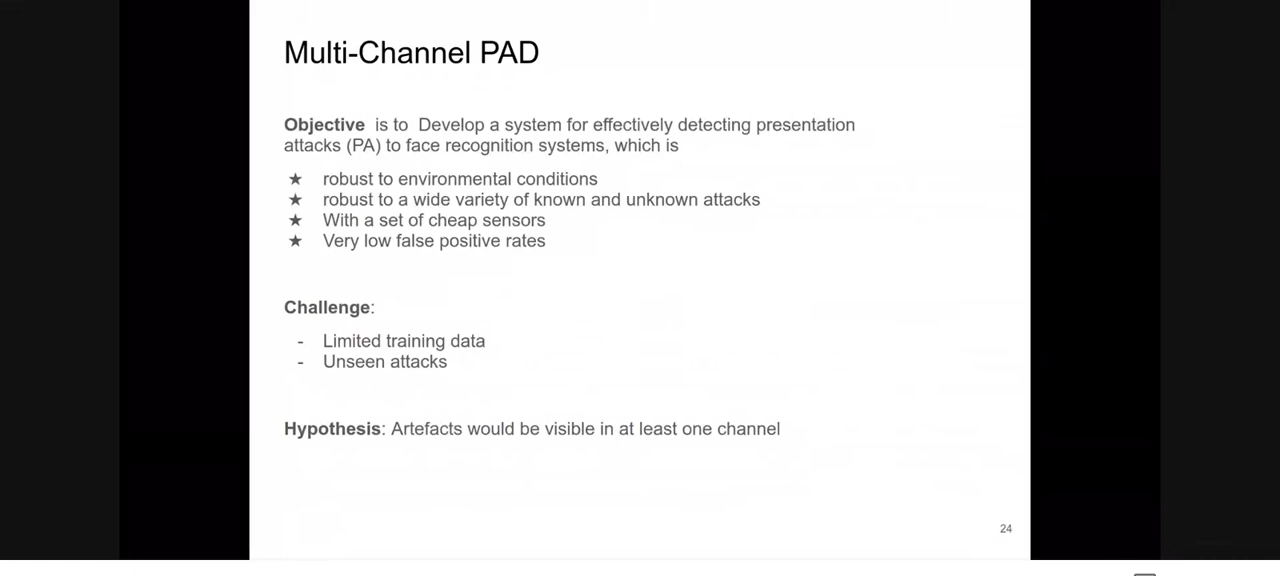 Multi-Channel PAD
Objective is to Develop a system for effectively detecting presentation
attacks (PA) to face recognition systems, which is
★ robust to environmental conditions
★ robust to a wide variety of known and unknown attacks
★ With a set of cheap sensors
★ Very low false positive rates
Challenge:
- Limited training data
- Unseen attacks
Hypothesis: Artefacts would be visible in at least one channel
24